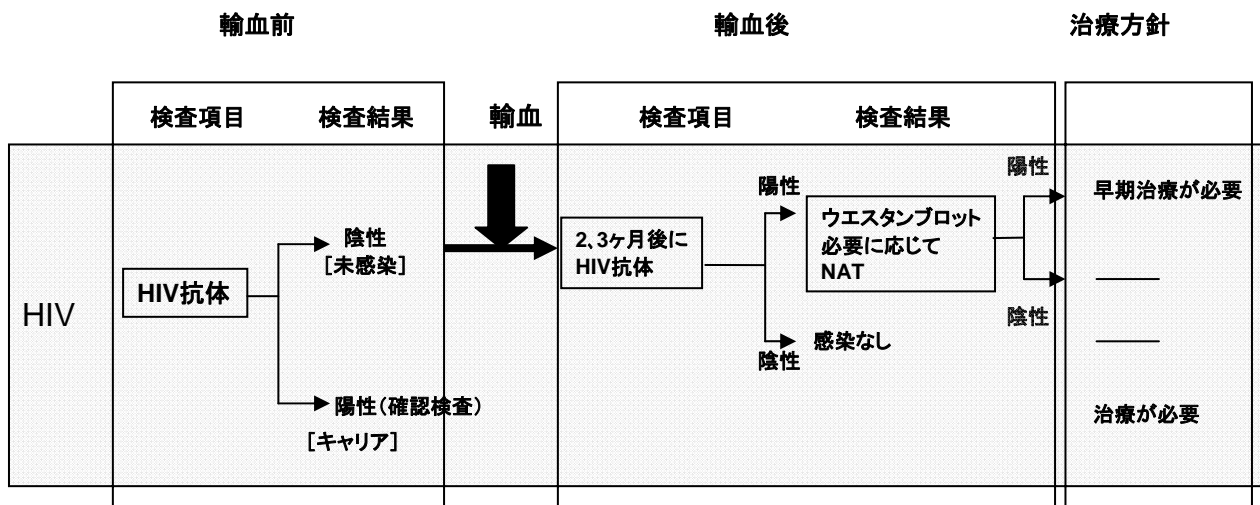 輸血前
輸血後
治療方針
検査項目
検査結果
輸血
検査項目
検査結果
HIV
HIV抗体
陰性
[未感染]
陽性(確認検査)
[キャリア]
2、3ヶ月後に
HIV抗体
陽性
ウエスタンブロット
必要に応じて
NAT
陰性
感染なし
陽性
早期治療が必要
陰性
治療が必要